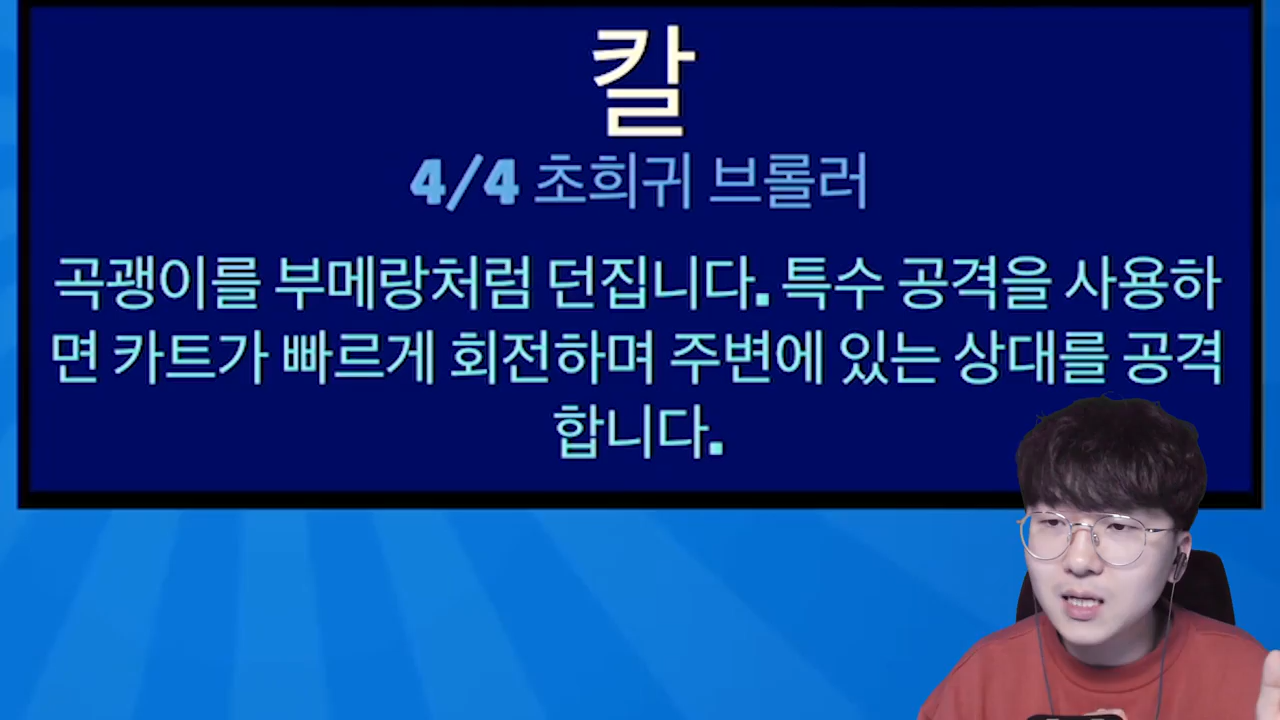 칼
4/4 초희귀 브롤러
곡괭이를 부메랑처럼 던집니다. 특수 공격을 사용하
면 카트가 빠르게 회전하며 주변에 있는 상대를 공격
합니다.